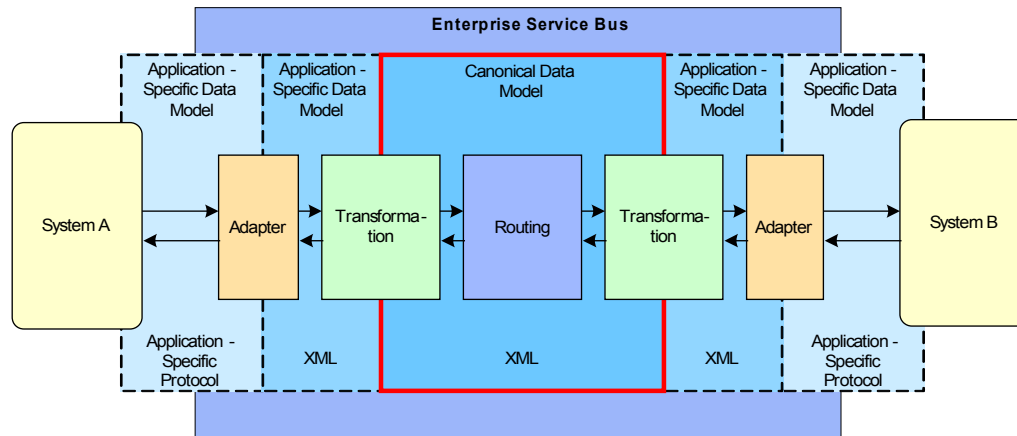 Enterprise Service Bus
Application -
Specific Data
Model
Application -
Specific Data
Model
Canonical Data
Model
Application -
Specific Data
Model
Application -
Specific Data
Model
System A
Adapter
Transforma-
tion
Routing
Transforma-
tion
Adapter
System B
Application -
Specific
Protocol
XML
XML
XML
Application -
Specific
Protocol